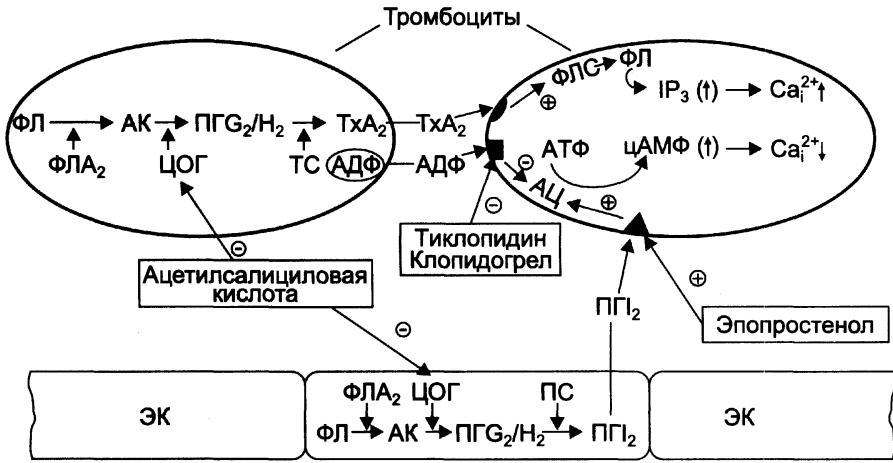 Тромбоциты
ФЛ АК ПГG₂/H₂ TxA₂ TxA₂
ФЛА₂ ЦОГ ТС АДФ АДФ
ФЛС ФЛ
⊕ IP₃ (↑) Ca²⁺ᵢ↑
АТФ цАМФ (↑) Ca²⁺ᵢ↓
⊖ АЦ ⊕
⊖
Тиклопидин
Клопидогрел
⊖
Ацетилсалициловая
кислота
⊖
ПГI₂
⊕
Эпопростенол
ЭК
ФЛА₂ ЦОГ ПС
ФЛ АК ПГG₂/H₂ ПГI₂
ЭК